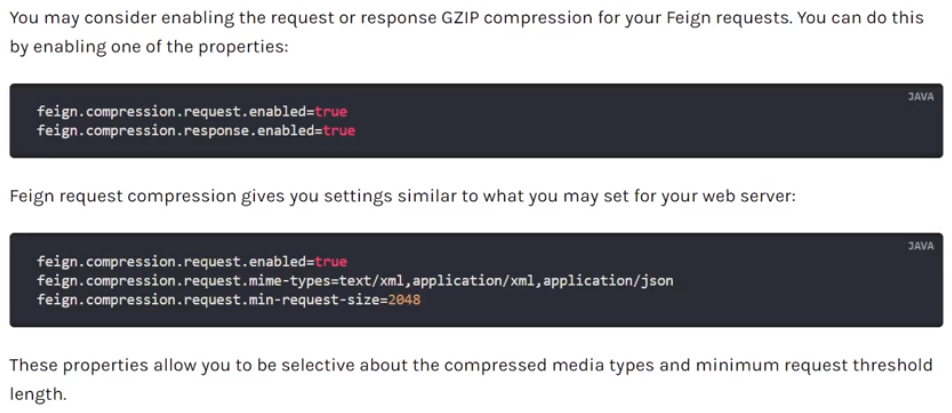 You may consider enabling the request or response GZIP compression for your Feign requests. You can do this
by enabling one of the properties:
JAVA
feign.compression.request.enabled=true
feign.compression.response.enabled=true
Feign request compression gives you settings similar to what you may set for your web server:
JAVA
feign.compression.request.enabled=true
feign.compression.request.mime-types=text/xml,application/xml,application/json
feign.compression.request.min-request-size=2048
These properties allow you to be selective about the compressed media types and minimum request threshold
length.